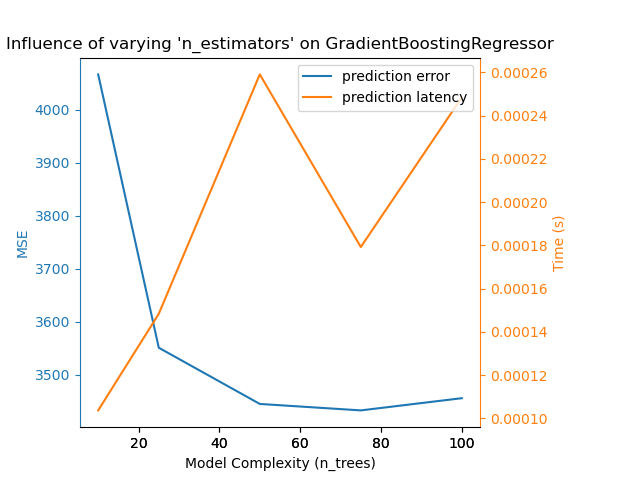 Influence of varying 'n_estimators' on GradientBoostingRegressor
prediction error
prediction latency
4000
3900
3800
3700
3600
3500
MSE
0.00026
0.00024
0.00022
0.00020
0.00018
0.00016
0.00014
0.00012
0.00010
Time (s)
20 40 60 80 100
Model Complexity (n_trees)